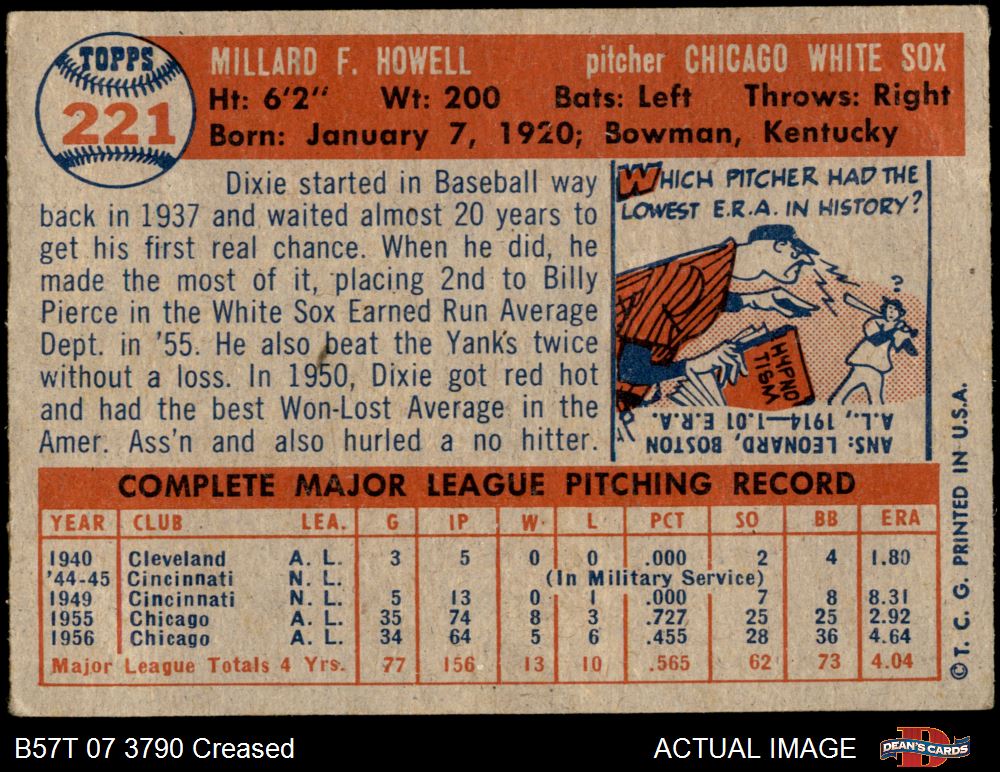 TOPPS
221
MILLARD F. HOWELL pitcher CHICAGO WHITE SOX
Ht: 6'2" Wt: 200 Bats: Left Throws: Right
Born: January 7, 1920; Bowman, Kentucky
Dixie started in Baseball way
back in 1937 and waited almost 20 years to
get his first real chance. When he did, he
made the most of it, placing 2nd to Billy
Pierce in the White Sox Earned Run Average
Dept. in '55. He also beat the Yanks twice
without a loss. In 1950, Dixie got red hot
and had the best Won-Lost Average in the
Amer. Ass'n and also hurled a no hitter.
WHICH PITCHER HAD THE
LOWEST E.R.A. IN HISTORY?
HYPNO
TISM
ANS: LEONARD, BOSTON
A.L., 1914—1.01 E.R.A.
COMPLETE MAJOR LEAGUE PITCHING RECORD
YEAR CLUB LEA. G IP W L PCT SO BB ERA
1940 Cleveland A. L. 3 5 0 0 .000 2 4 1.80
'44-45 Cincinnati N. L. (In Military Service)
1949 Cincinnati N. L. 5 13 0 1 .000 7 8 8.31
1955 Chicago A. L. 35 74 8 3 .727 25 25 2.92
1956 Chicago A. L. 34 64 5 6 .455 28 36 4.64
Major League Totals 4 Yrs. 77 156 13 10 .565 62 73 4.04
© T. C. G. PRINTED IN U.S.A.
B57T 07 3790 Creased ACTUAL IMAGE
D
DEAN'S CARDS